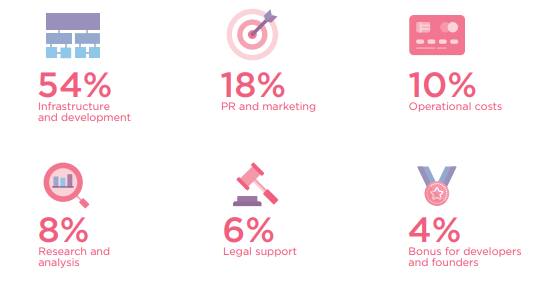 54%
Infrastructure
and development
18%
PR and marketing
10%
Operational costs
8%
Research and
analysis
6%
Legal support
4%
Bonus for developers
and founders